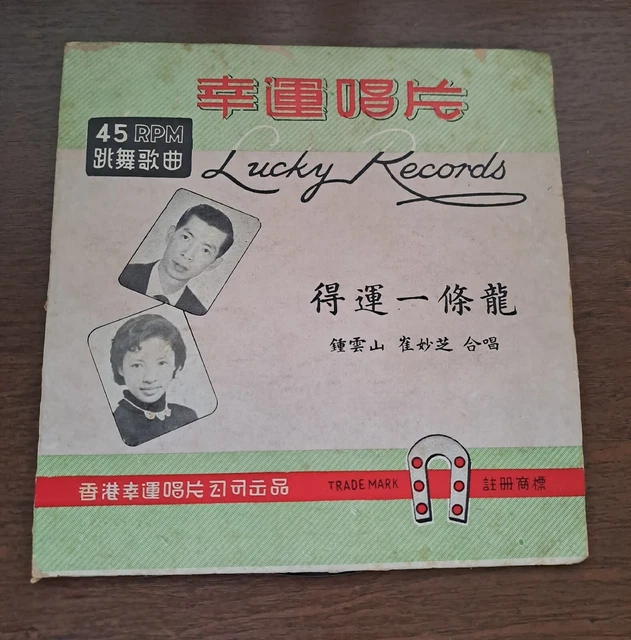 幸運唱片
45 RPM
跳舞歌曲
Lucky Records
得運一條龍
鍾雲山 崔妙芝 合唱
香港幸運唱片公司出品 TRADE MARK 註冊商標